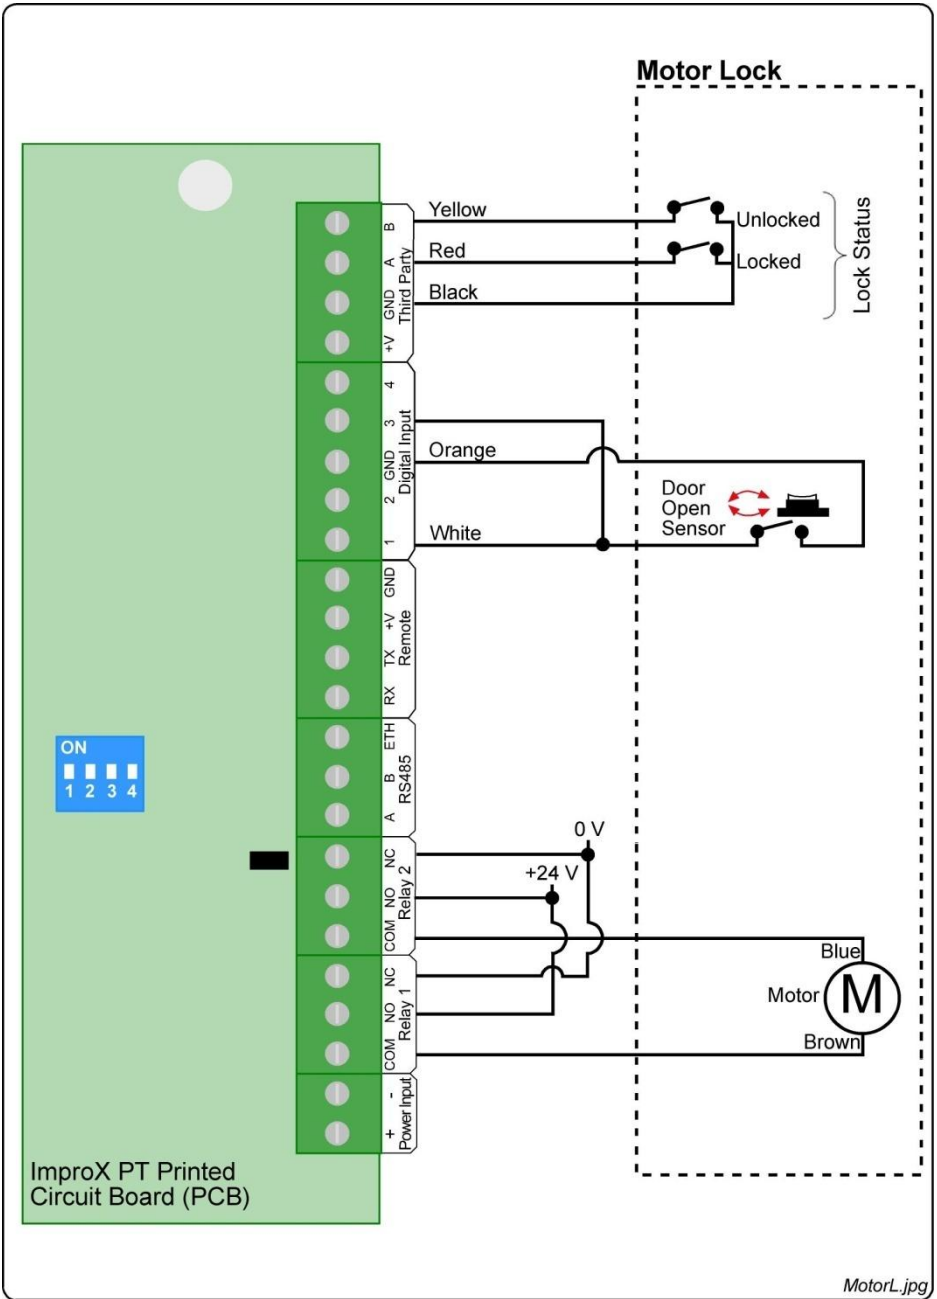 Motor Lock
B
A
GND
+V
Third Party
Yellow
Red
Black
Unlocked
Locked
Lock Status
4
3
GND
2
1
Digital Input
Orange
White
Door
Open
Sensor
GND
+V
TX
RX
Remote
ETH
B
A
RS485
ON
1 2 3 4
NC
NO
COM
Relay 2
0 V
+24 V
NC
NO
COM
Relay 1
Blue
Motor
M
Brown
-
+
Power Input
ImproX PT Printed
Circuit Board (PCB)
MotorL.jpg